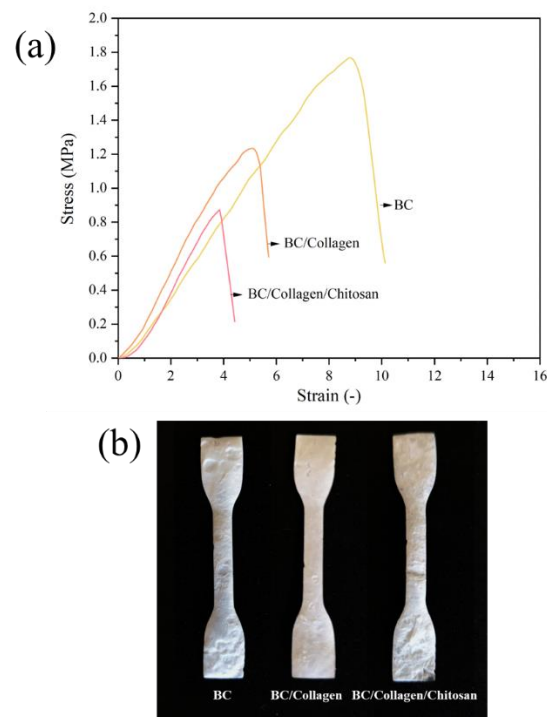 (a)
2.0
1.8
1.6
1.4
1.2
1.0
0.8
0.6
0.4
0.2
0.0
Stress (MPa)
BC
BC/Collagen
BC/Collagen/Chitosan
0 2 4 6 8 10 12 14 16
Strain (-)
(b)
BC BC/Collagen BC/Collagen/Chitosan